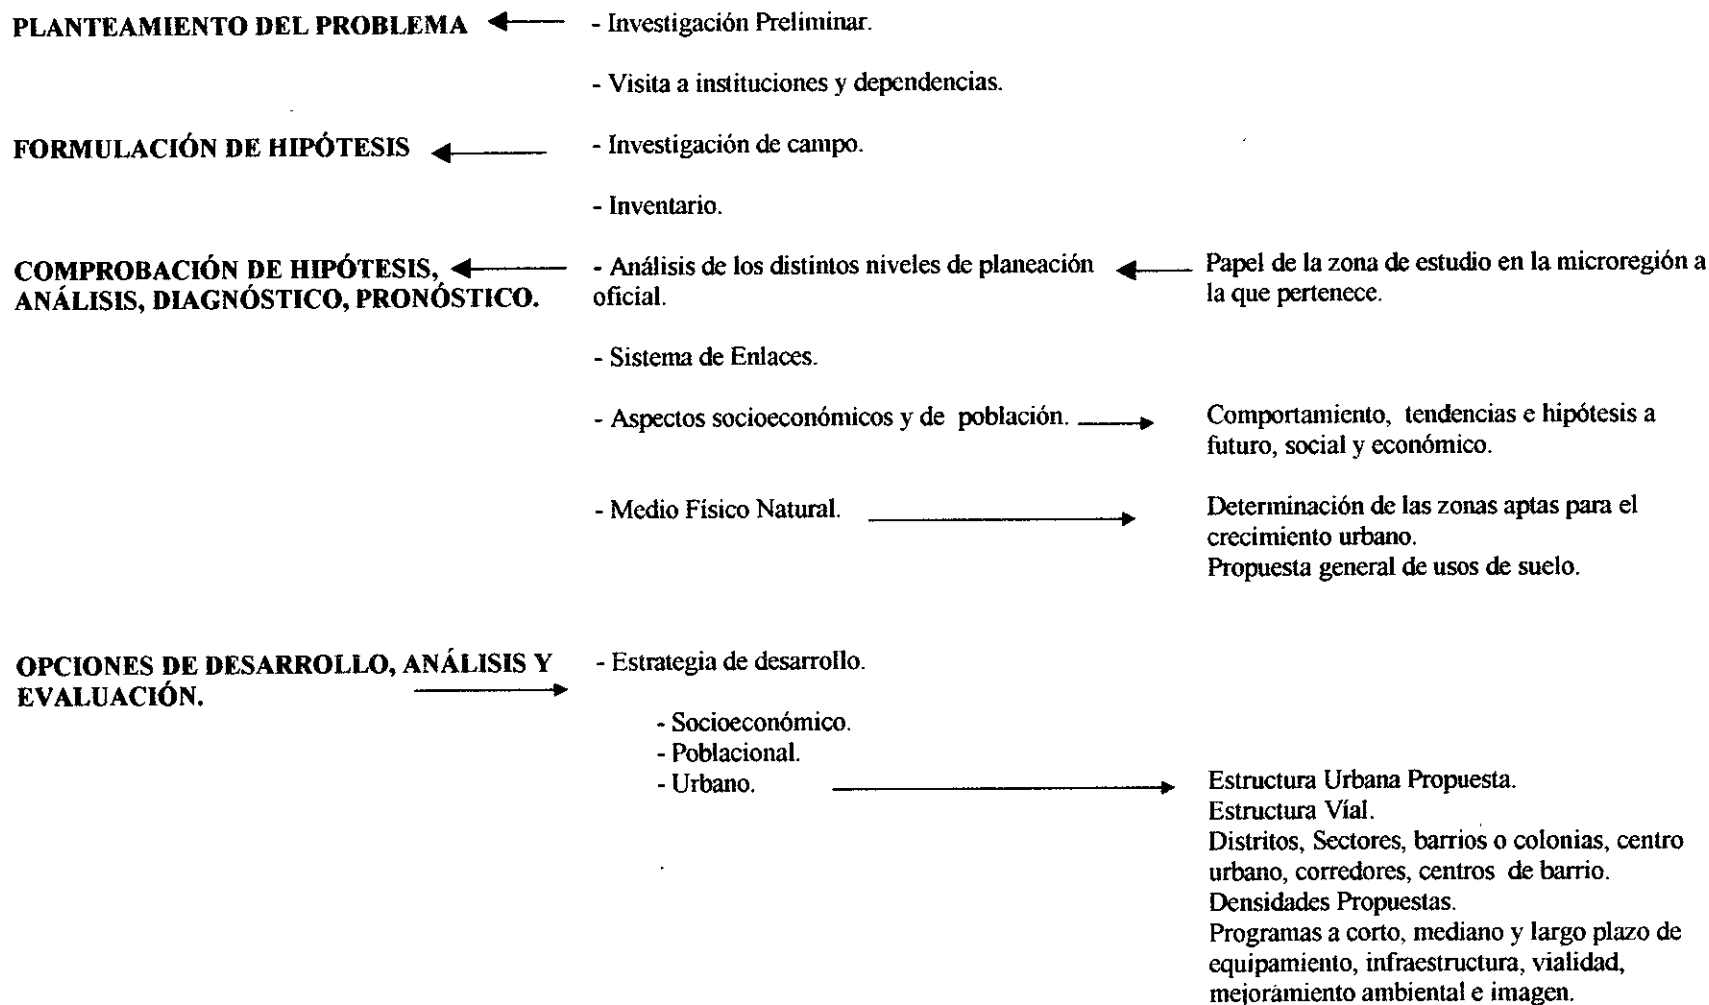 PLANTEAMIENTO DEL PROBLEMA
- Investigación Preliminar.
- Visita a instituciones y dependencias.
FORMULACIÓN DE HIPÓTESIS
- Investigación de campo.
- Inventario.
COMPROBACIÓN DE HIPÓTESIS,
ANÁLISIS, DIAGNÓSTICO, PRONÓSTICO.
- Análisis de los distintos niveles de planeación
oficial.
Papel de la zona de estudio en la microregión a
la que pertenece.
- Sistema de Enlaces.
- Aspectos socioeconómicos y de población.
Comportamiento, tendencias e hipótesis a
futuro, social y económico.
- Medio Físico Natural.
Determinación de las zonas aptas para el
crecimiento urbano.
Propuesta general de usos de suelo.
OPCIONES DE DESARROLLO, ANÁLISIS Y
EVALUACIÓN.
- Estrategia de desarrollo.
- Socioeconómico.
- Poblacional.
- Urbano.
Estructura Urbana Propuesta.
Estructura Víal.
Distritos, Sectores, barrios o colonias, centro
urbano, corredores, centros de barrio.
Densidades Propuestas.
Programas a corto, mediano y largo plazo de
equipamiento, infraestructura, vialidad,
mejoramiento ambiental e imagen.